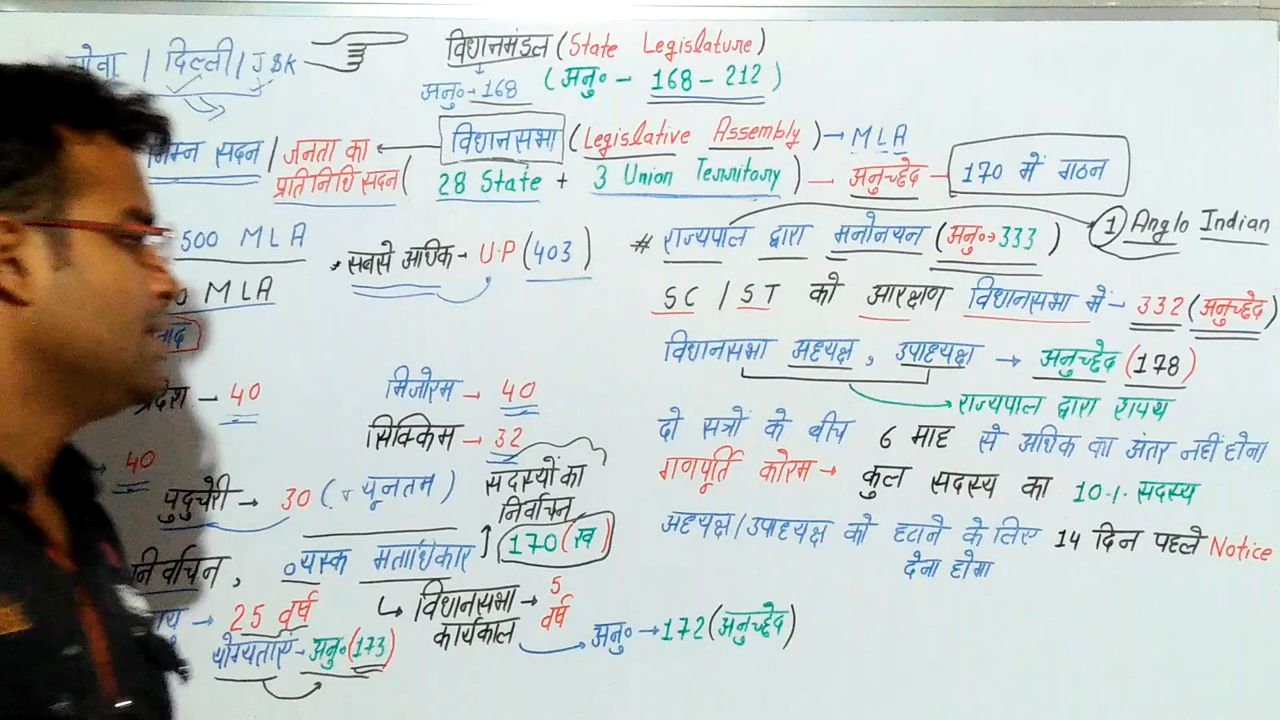 गोवा / दिल्ली / J&K
विधानमंडल (State Legislature)
अनु०-168 (अनु० - 168 - 212)
निम्न सदन / जनता का प्रतिनिधि सदन
विधानसभा (Legislative Assembly) → MLA
(28 State + 3 Union Territory) — अनुच्छेद — 170 में गठन
500 MLA
0 MLA
* सबसे अधिक - U.P (403)
# राज्यपाल द्वारा मनोनयन (अनु०→333) ① Anglo Indian
SC / ST को आरक्षण विधानसभा में - 332 (अनुच्छेद)
विधानसभा अध्यक्ष, उपाध्यक्ष → अनुच्छेद (178)
राज्यपाल द्वारा शपथ
प्रदेश - 40
मिजोरम → 40
सिक्किम → 32
40
पुदुचेरी → 30 (न्यूनतम)
सदस्यों का निर्वाचन
170 (ख)
निर्वाचन, वयस्क मताधिकार
→ 25 वर्ष
योग्यताएं - अनु० (173)
↳ विधानसभा कार्यकाल → 5 वर्ष
अनु० → 172 (अनुच्छेद)
दो सत्रों के बीच 6 माह से अधिक का अंतर नहीं होना
गणपूर्ति कोरम → कुल सदस्य का 10% सदस्य
अध्यक्ष/उपाध्यक्ष को हटाने के लिए 14 दिन पहले Notice
देना होगा